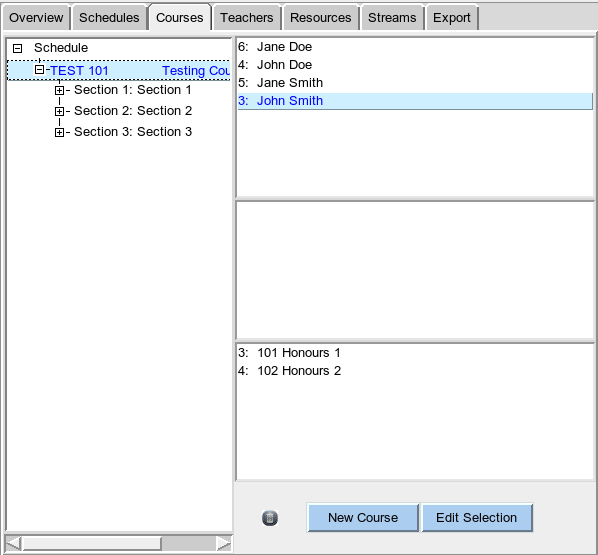 Overview Schedules Courses Teachers Resources Streams Export
Schedule
TEST 101 Testing Cou
Section 1: Section 1
Section 2: Section 2
Section 3: Section 3
6: Jane Doe
4: John Doe
5: Jane Smith
3: John Smith
3: 101 Honours 1
4: 102 Honours 2
New Course Edit Selection